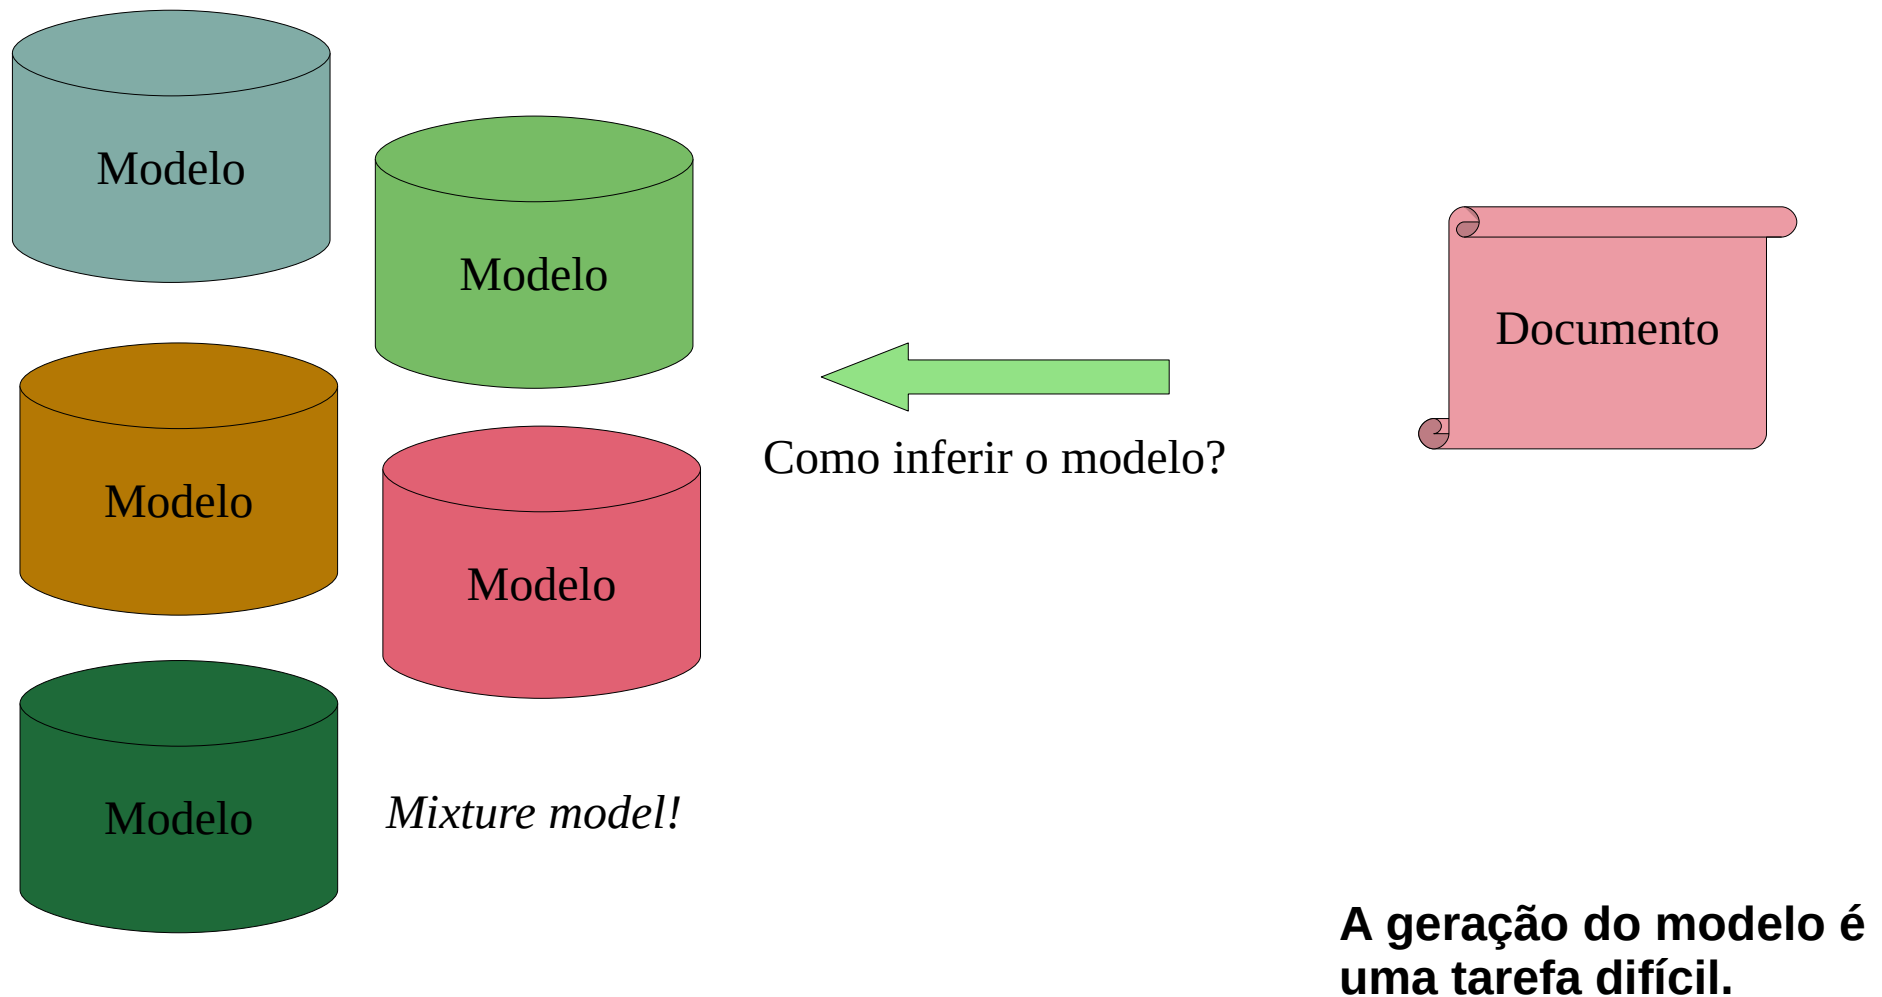 Modelo
Modelo
Documento
Como inferir o modelo?
Modelo
Modelo
Modelo
Mixture model!
A geração do modelo é
uma tarefa difícil.